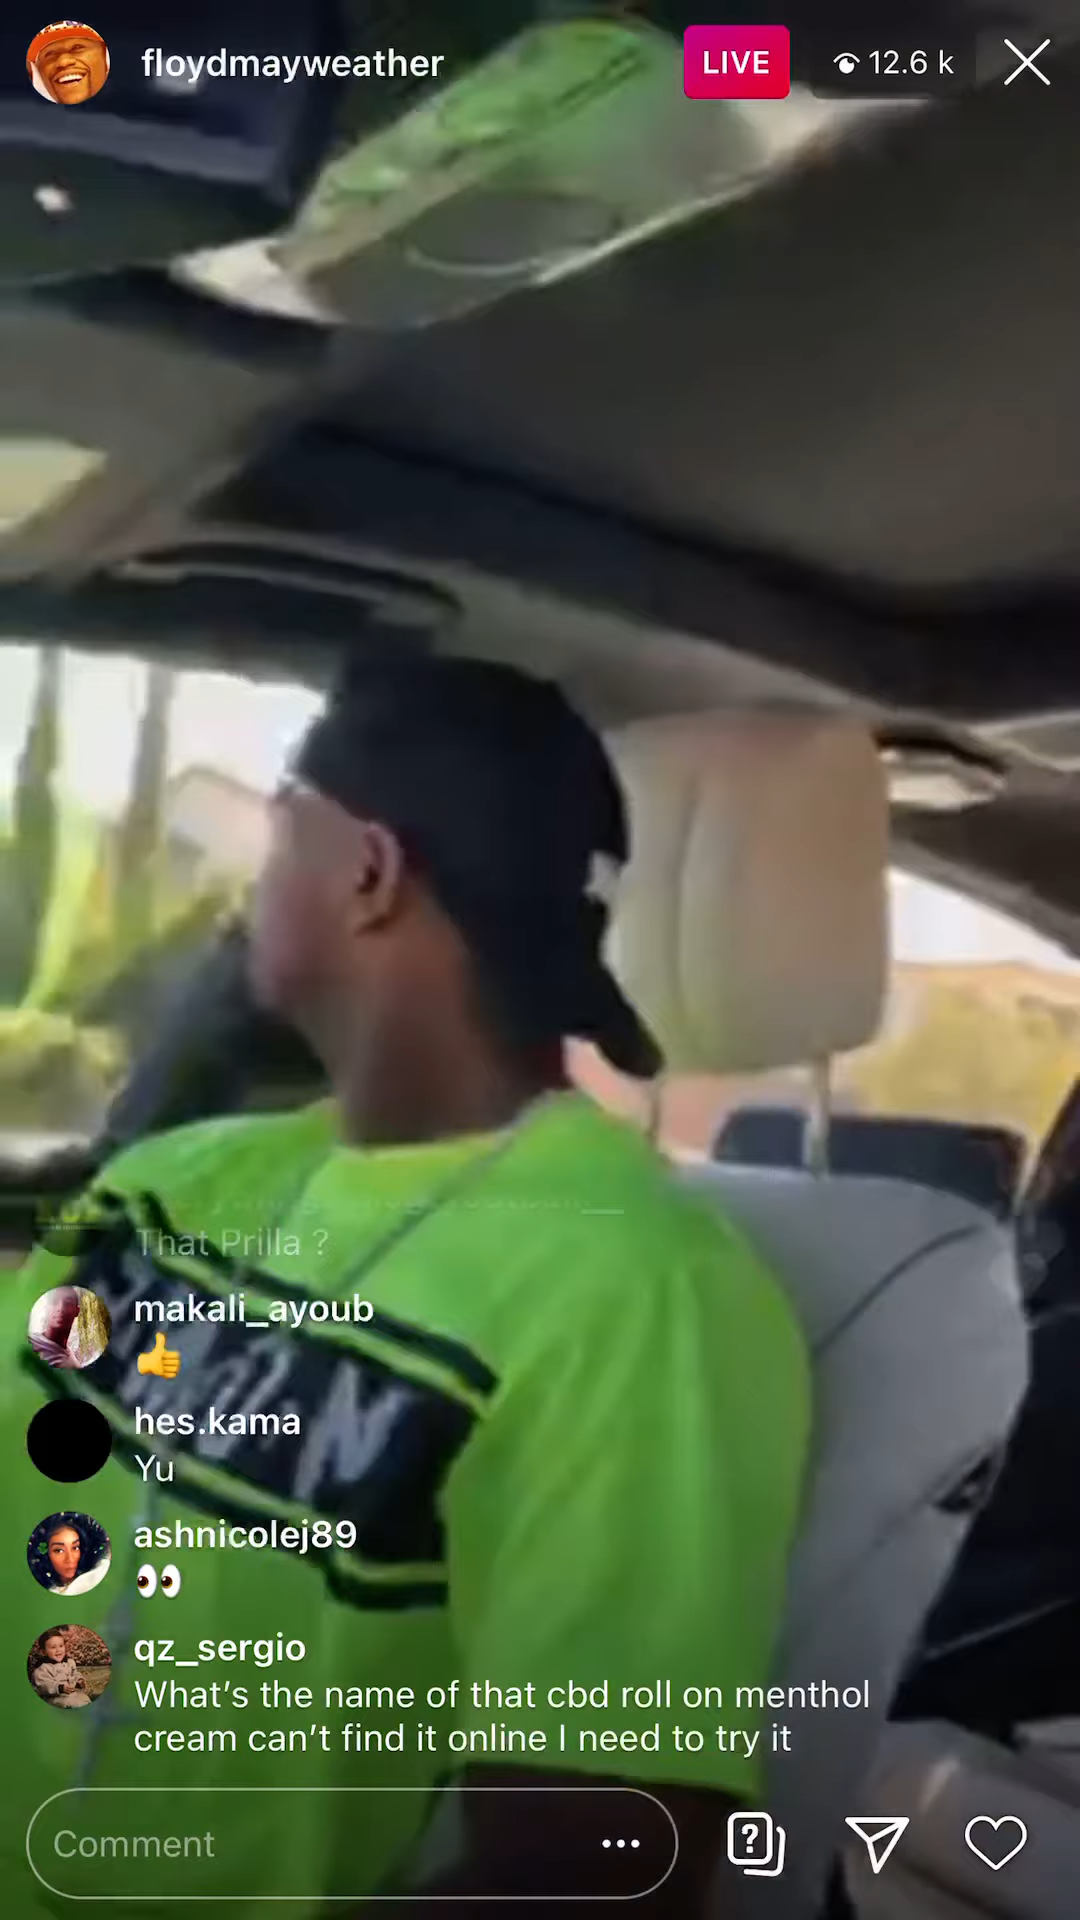 floydmayweather
LIVE
12.6 k
That Prilla ?
makali_ayoub
hes.kama
Yu
ashnicolej89
qz_sergio
What's the name of that cbd roll on menthol
cream can't find it online I need to try it
Comment